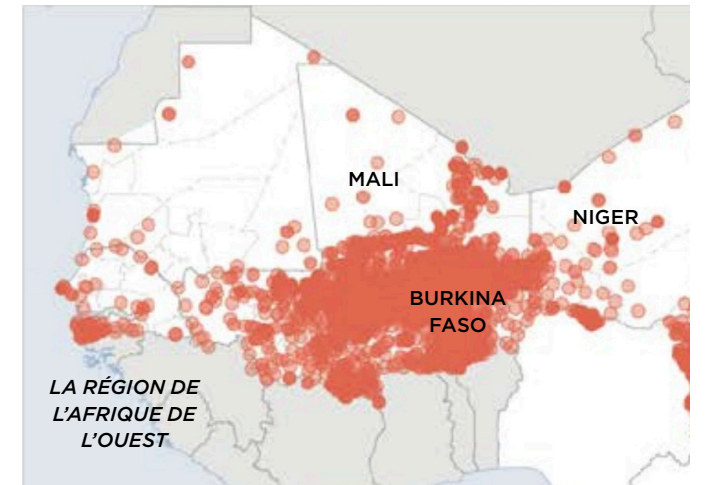 MALI
NIGER
BURKINA
FASO
LA RÉGION DE
L'AFRIQUE DE
L'OUEST